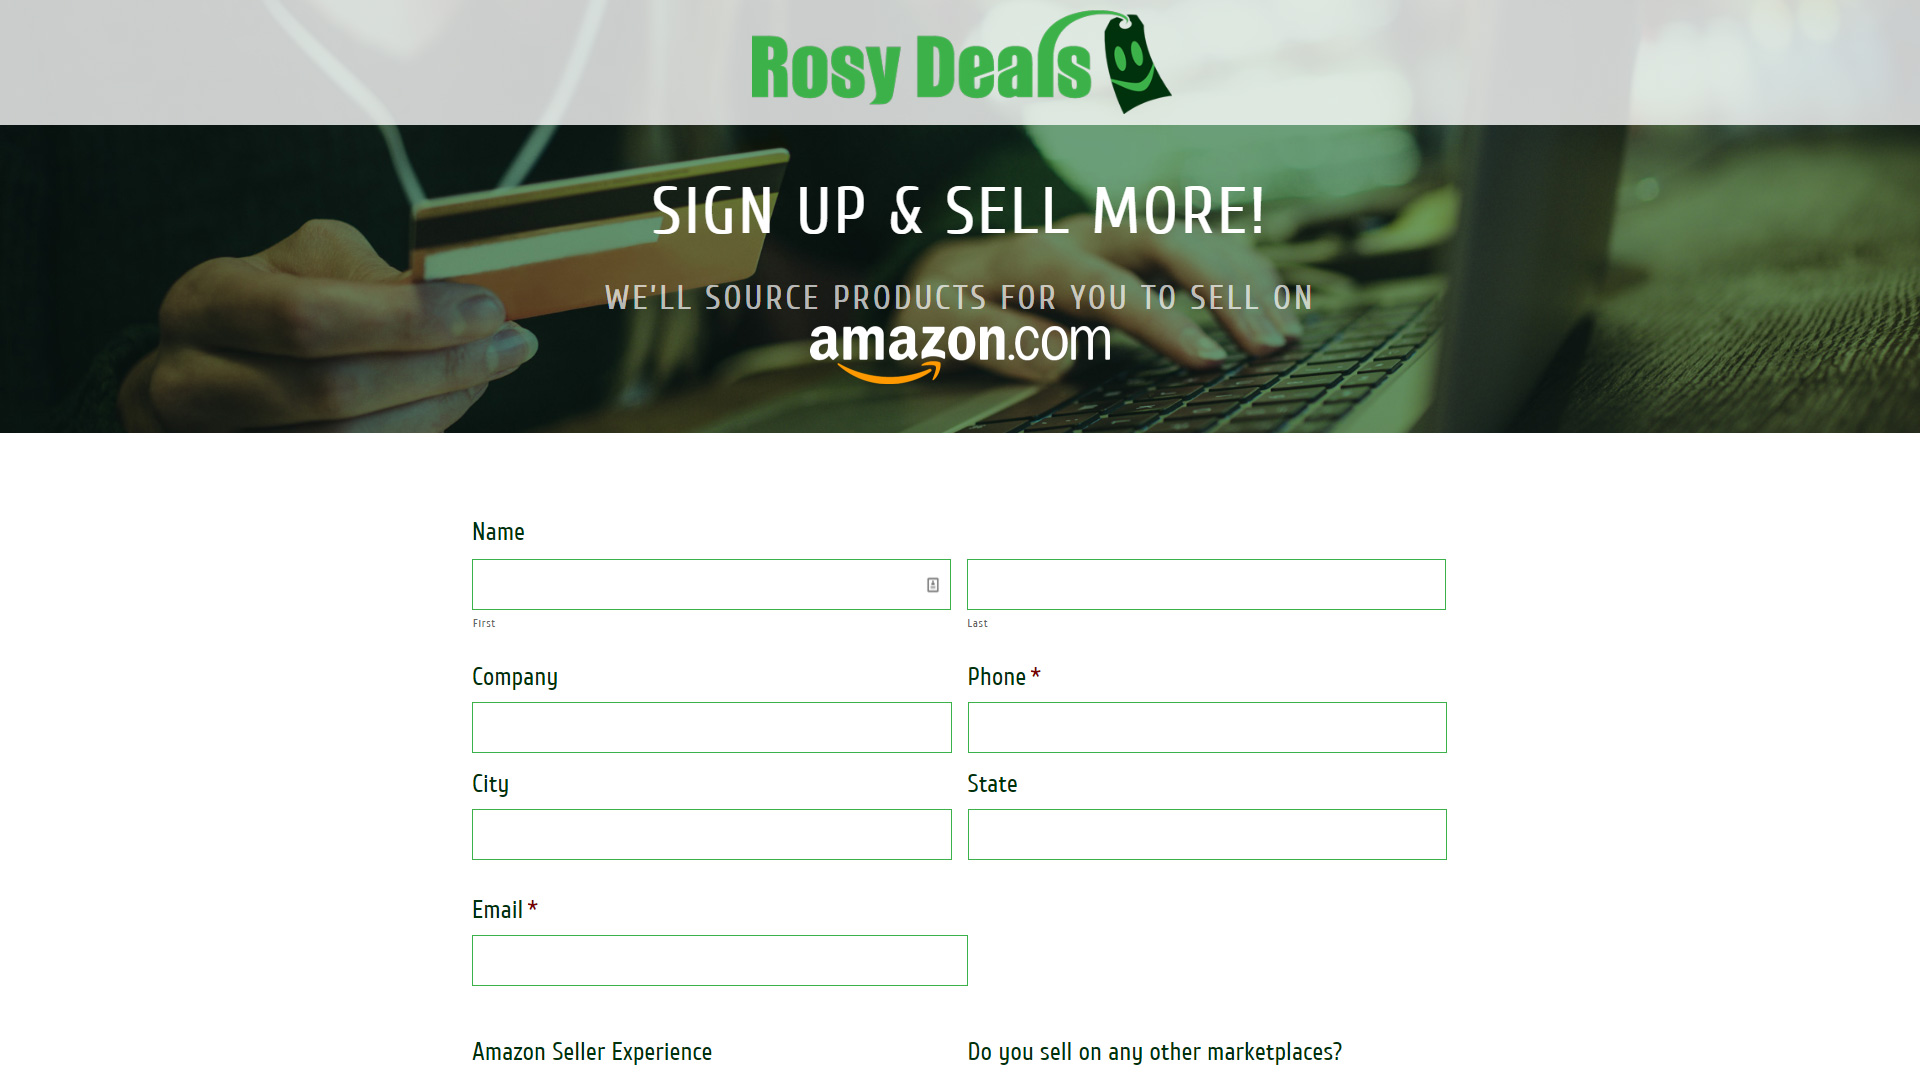 Rosy Deals
SIGN UP & SELL MORE!
WE'LL SOURCE PRODUCTS FOR YOU TO SELL ON
amazon.com
Name
First
Last
Company
Phone *
City
State
Email *
Amazon Seller Experience
Do you sell on any other marketplaces?